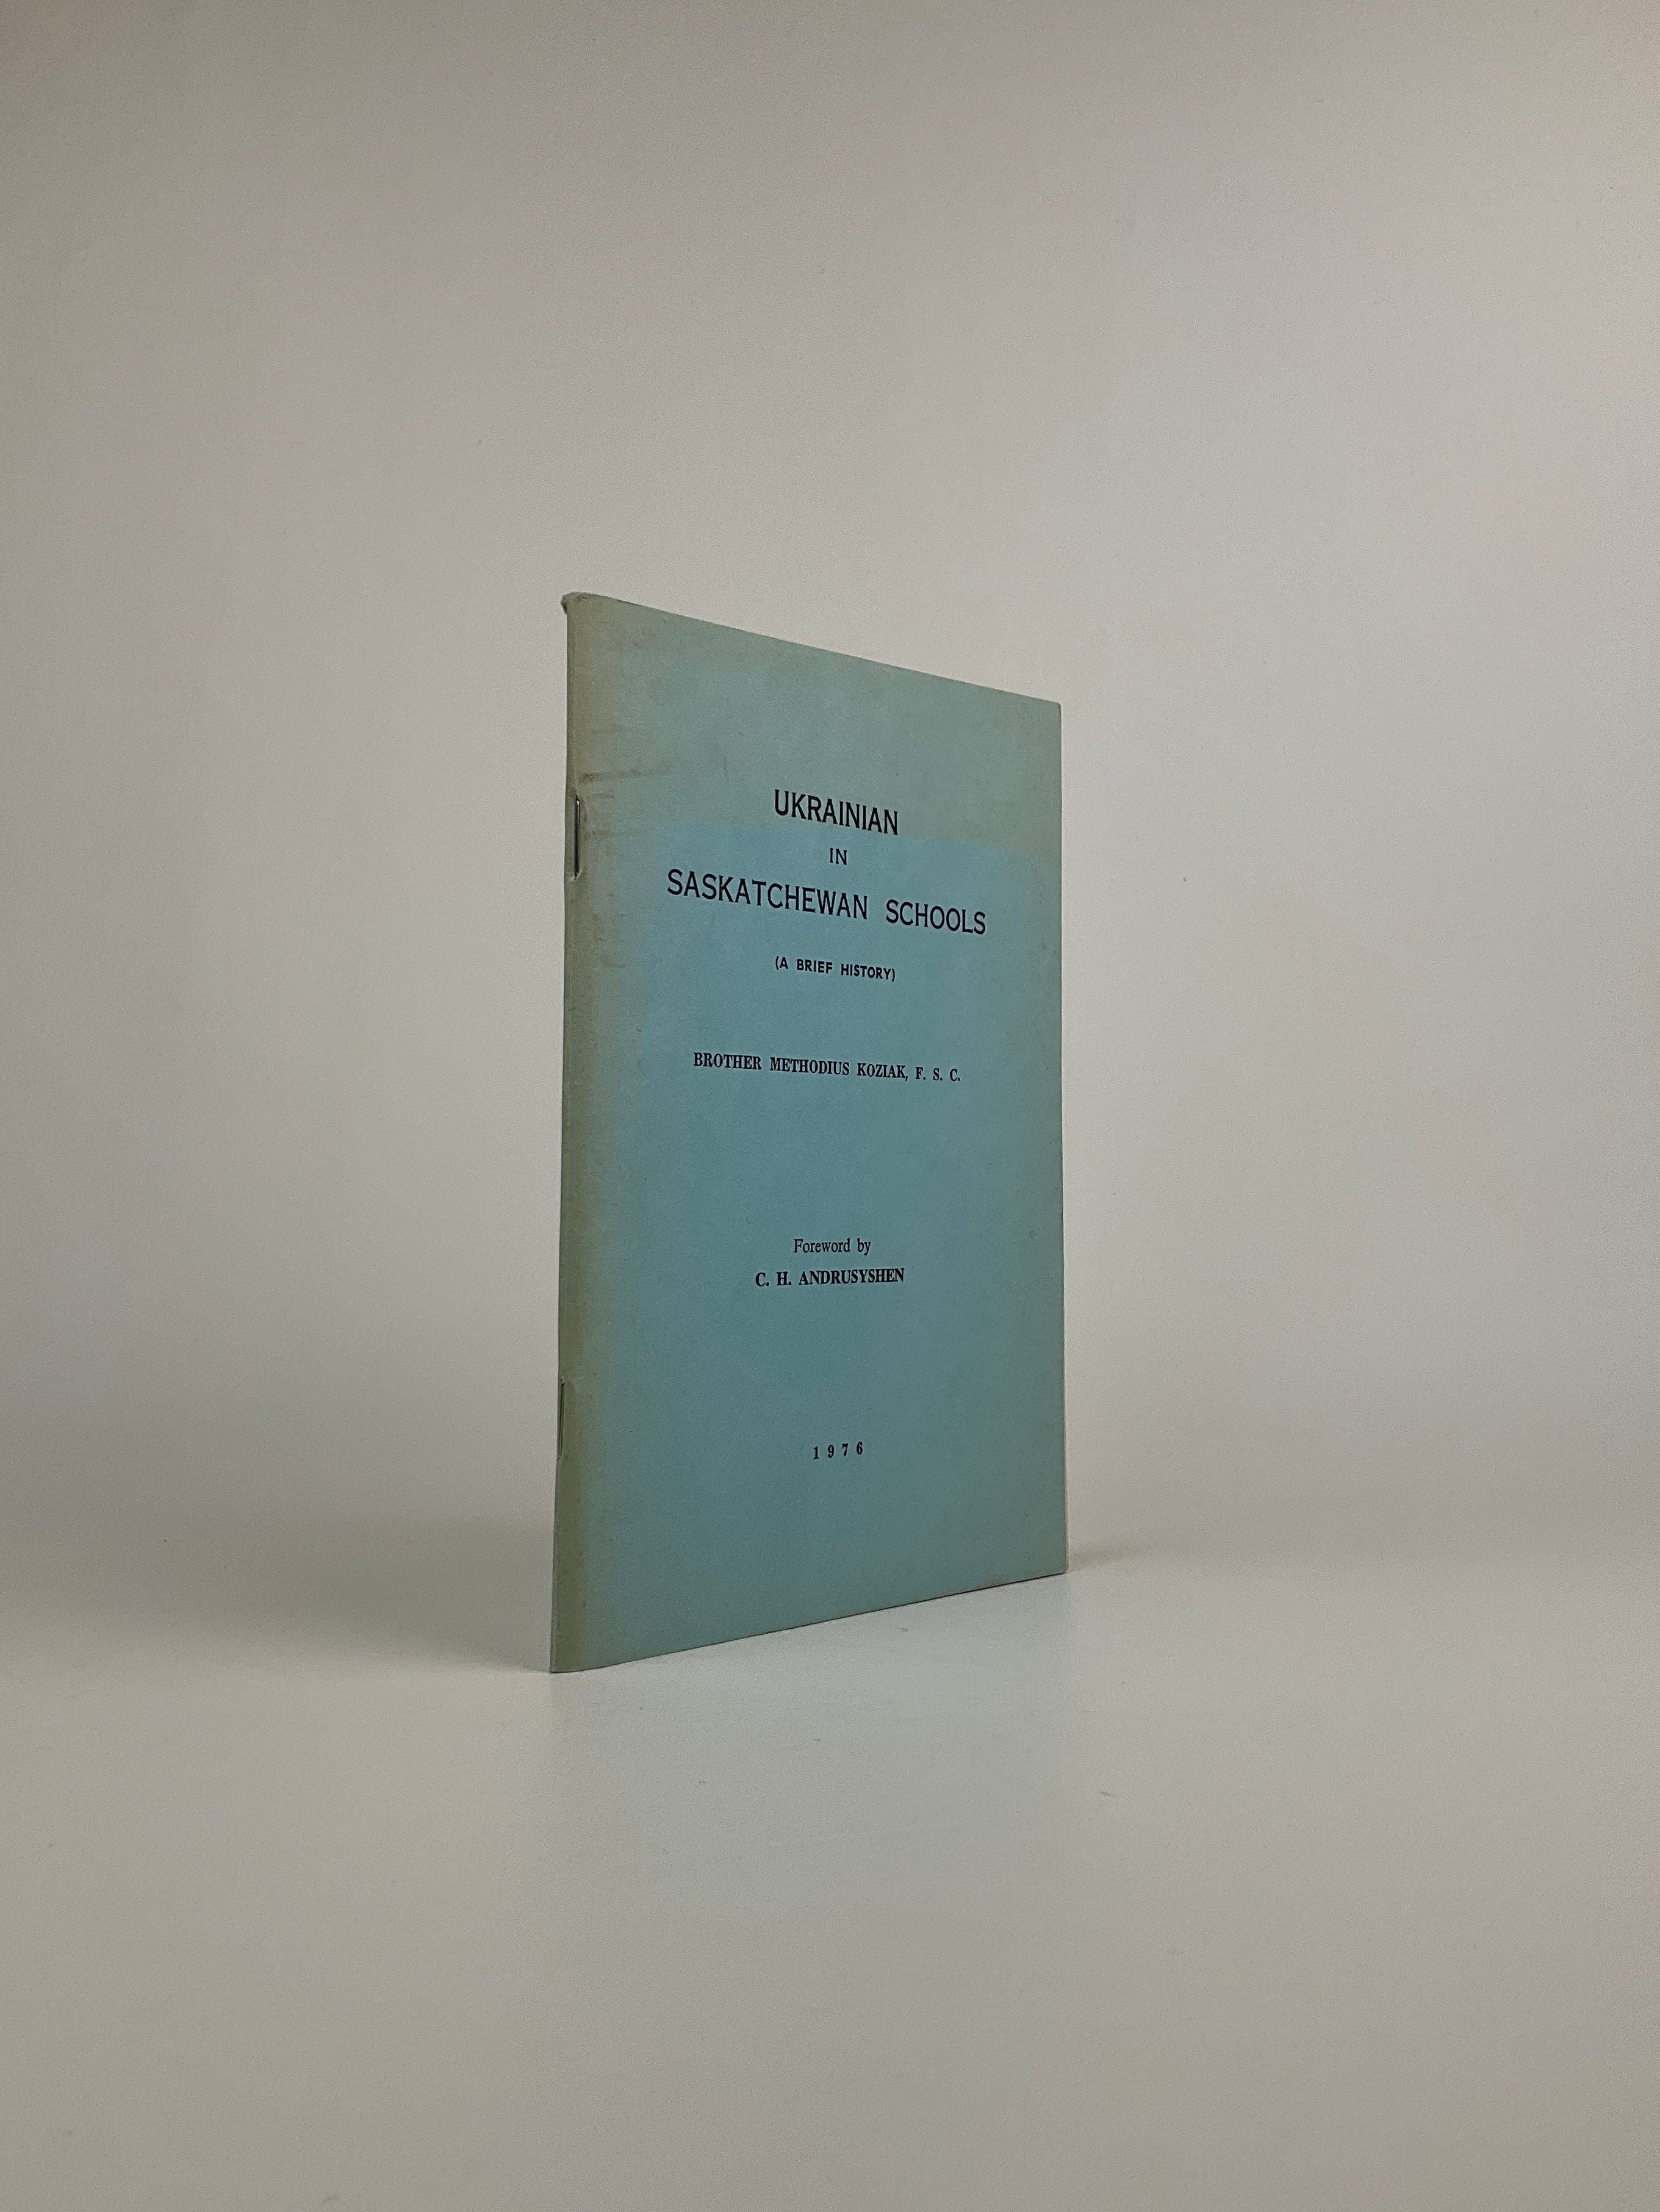 UKRAINIAN
IN
SASKATCHEWAN SCHOOLS
(A BRIEF HISTORY)
BROTHER METHODIUS KOZIAK, F. S. C.
Foreword by
C. H. ANDRUSYSHEN
1976